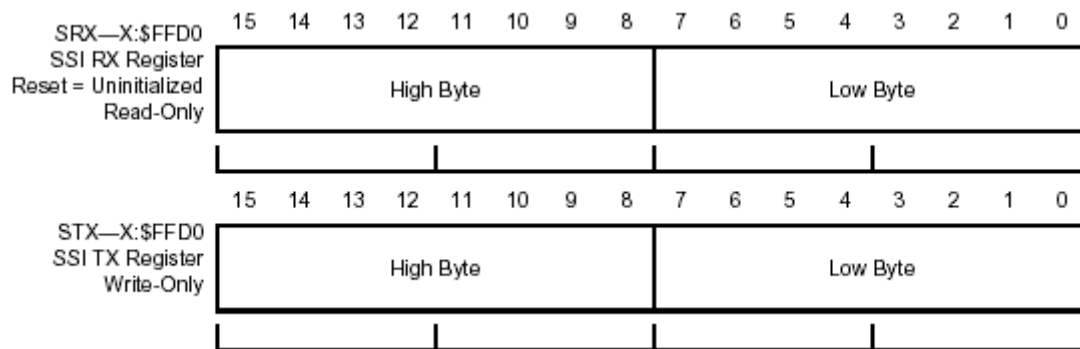 15 14 13 12 11 10 9 8 7 6 5 4 3 2 1 0
SRX—X:$FFD0
SSI RX Register
Reset = Uninitialized
Read-Only
High Byte Low Byte
15 14 13 12 11 10 9 8 7 6 5 4 3 2 1 0
STX—X:$FFD0
SSI TX Register
Write-Only
High Byte Low Byte